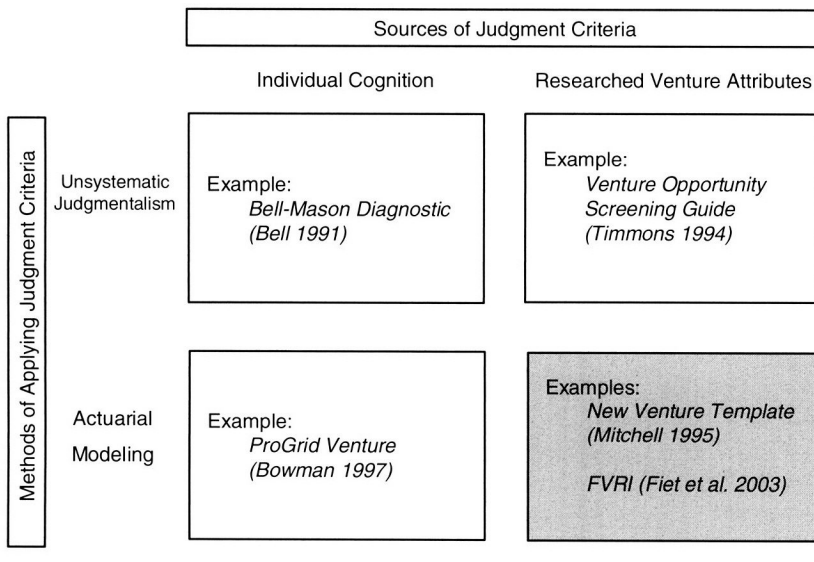 Sources of Judgment Criteria
Individual Cognition
Researched Venture Attributes
Methods of Applying Judgment Criteria
Unsystematic
Judgmentalism
Example:
Bell-Mason Diagnostic
(Bell 1991)
Example:
Venture Opportunity
Screening Guide
(Timmons 1994)
Actuarial
Modeling
Example:
ProGrid Venture
(Bowman 1997)
Examples:
New Venture Template
(Mitchell 1995)
FVRI (Fiet et al. 2003)